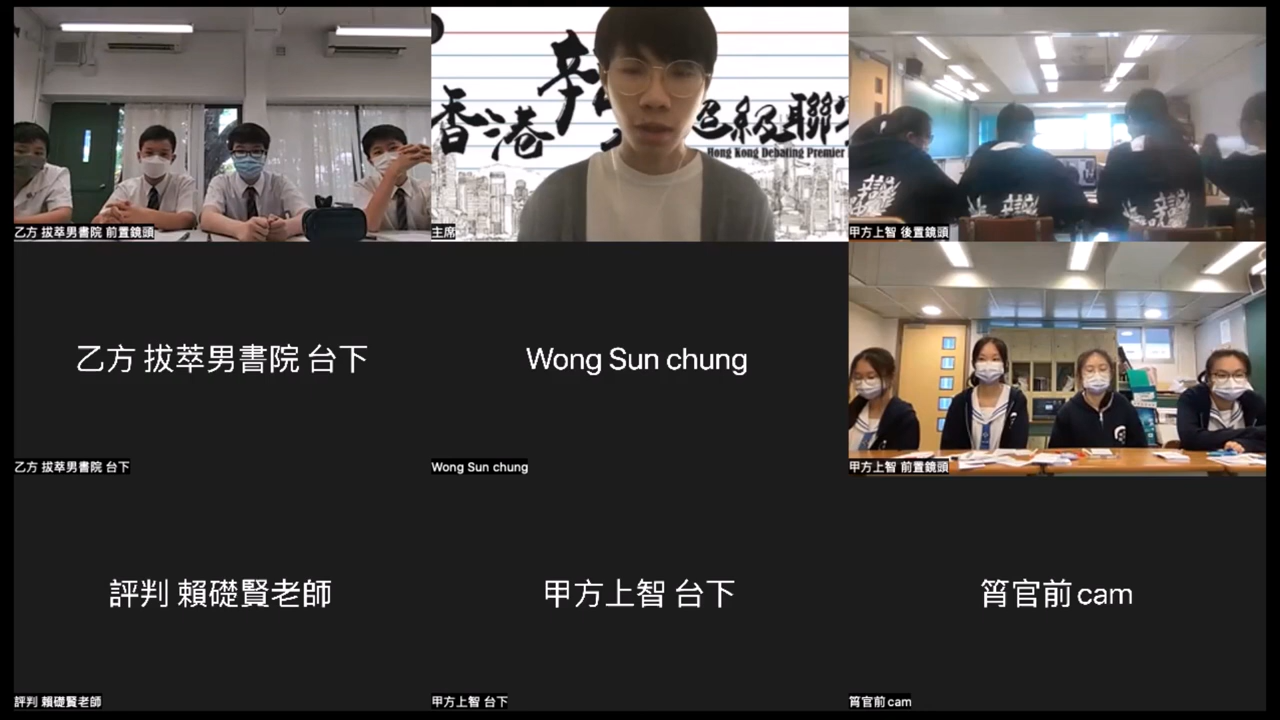 香港辯 超級聯賽
Hong Kong Debating Premier
乙方 拔萃男書院 前置鏡頭
主席
甲方上智 後置鏡頭
乙方 拔萃男書院 台下
Wong Sun chung
乙方 拔萃男書院 台下
Wong Sun chung
甲方上智 前置鏡頭
評判 賴礎賢老師
甲方上智 台下
筲官前cam
評判 賴礎賢老師
甲方上智 台下
筲官前cam